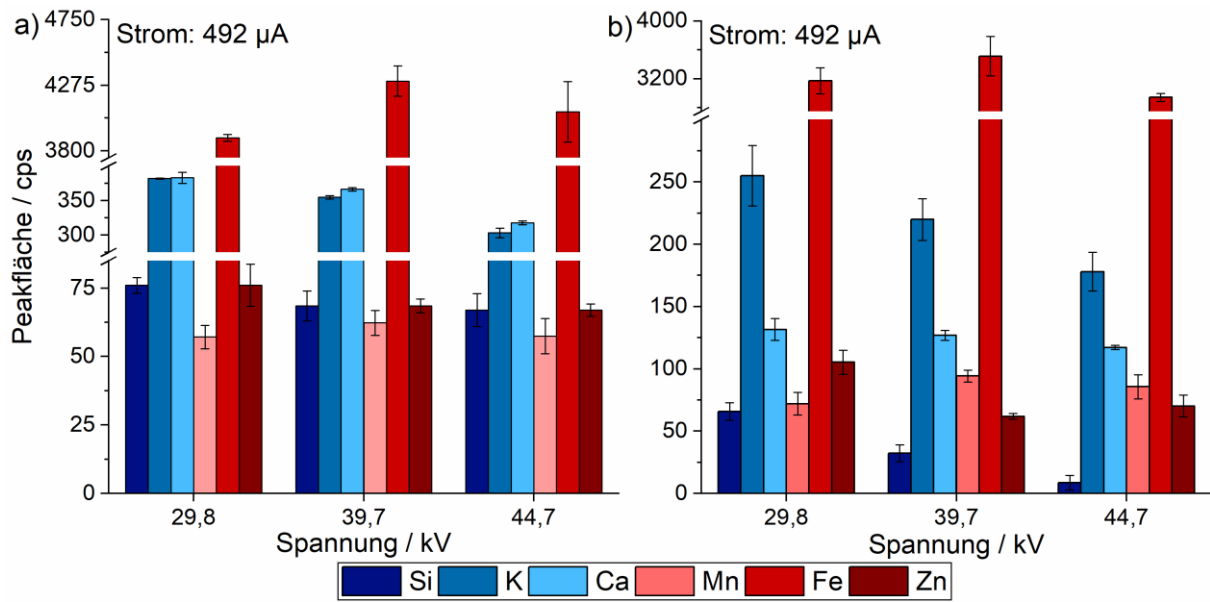 a)
Strom: 492 µA
4750
4275
3800
350
300
75
50
25
0
Peakfläche / cps
29,8 39,7 44,7
Spannung / kV
b)
Strom: 492 µA
4000
3200
250
200
150
100
50
0
29,8 39,7 44,7
Spannung / kV
Si K Ca Mn Fe Zn